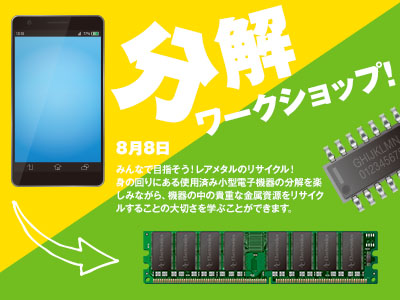 分解
ワークショップ!
8月8日
みんなで目指そう!レアメタルのリサイクル!
身の回りにある使用済み小型電子機器の分解を楽
しみながら、機器の中の貴重な金属資源をリサイク
ルすることの大切さを学ぶことができます。
GHIJKLMN
01234567